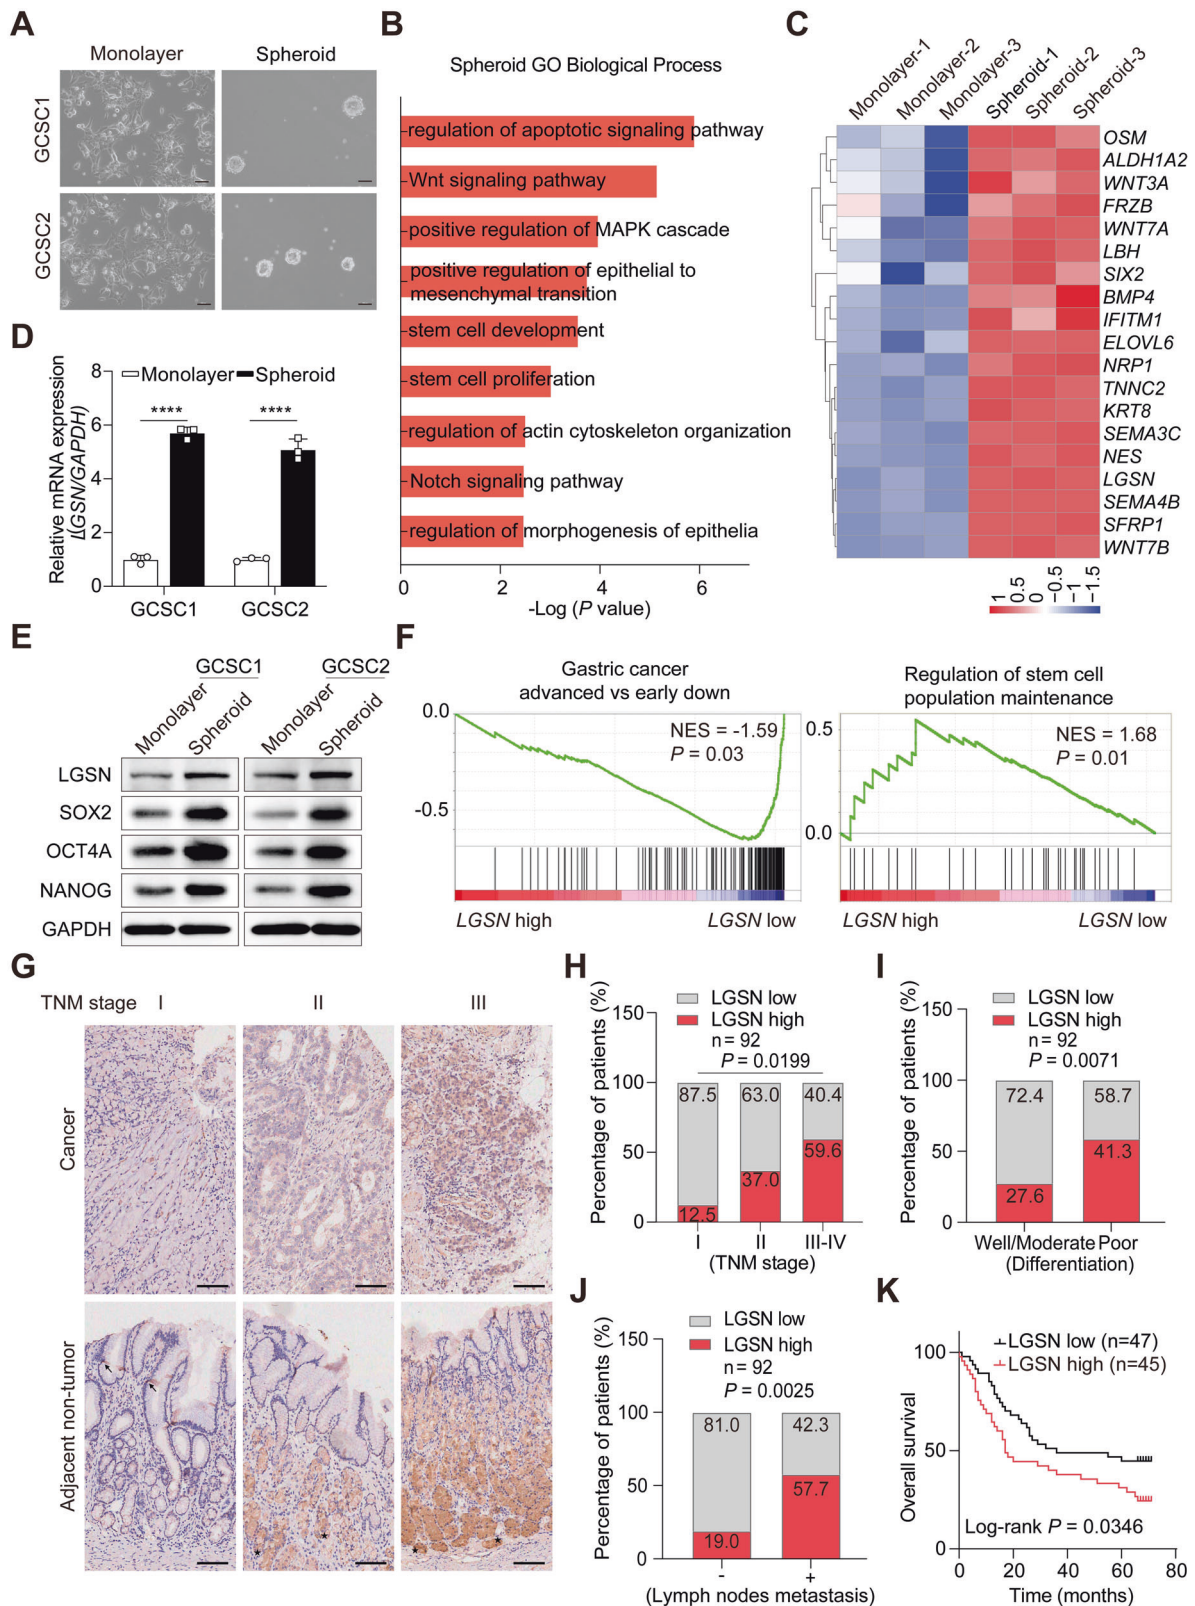 A
Monolayer
Spheroid
GCSC1
GCSC2
B
Spheroid GO Biological Process
regulation of apoptotic signaling pathway
Wnt signaling pathway
positive regulation of MAPK cascade
positive regulation of epithelial to
mesenchymal transition
stem cell development
stem cell proliferation
regulation of actin cytoskeleton organization
Notch signaling pathway
regulation of morphogenesis of epithelia
0 2 4 6
-Log (P value)
C
Monolayer-1
Monolayer-2
Monolayer-3
Spheroid-1
Spheroid-2
Spheroid-3
OSM
ALDH1A2
WNT3A
FRZB
WNT7A
LBH
SIX2
BMP4
IFITM1
ELOVL6
NRP1
TNNC2
KRT8
SEMA3C
NES
LGSN
SEMA4B
SFRP1
WNT7B
1 0.5 0 −0.5 −1 −1.5
D
Relative mRNA expression
(LGSN/GAPDH)
8
6
4
2
0
Monolayer Spheroid
**** ****
GCSC1 GCSC2
E
GCSC1 GCSC2
Monolayer Spheroid Monolayer Spheroid
LGSN
SOX2
OCT4A
NANOG
GAPDH
F
Gastric cancer
advanced vs early down
0.0
-0.5
NES = -1.59
P = 0.03
LGSN high LGSN low
Regulation of stem cell
population maintenance
0.5
0.0
NES = 1.68
P = 0.01
LGSN high LGSN low
G
TNM stage I II III
Cancer
Adjacent non-tumor
* * *
H
Percentage of patients (%)
150
100
50
0
LGSN low
LGSN high
n= 92
P = 0.0199
87.5 63.0 40.4
12.5 37.0 59.6
I II III-IV
(TNM stage)
I
Percentage of patients (%)
150
100
50
0
LGSN low
LGSN high
n = 92
P = 0.0071
72.4 58.7
27.6 41.3
Well/Moderate Poor
(Differentiation)
J
Percentage of patients (%)
150
100
50
0
LGSN low
LGSN high
n = 92
P = 0.0025
81.0 42.3
19.0 57.7
- +
(Lymph nodes metastasis)
K
Overall survival
100
50
0
LGSN low (n=47)
LGSN high (n=45)
Log-rank P = 0.0346
0 20 40 60 80
Time (months)